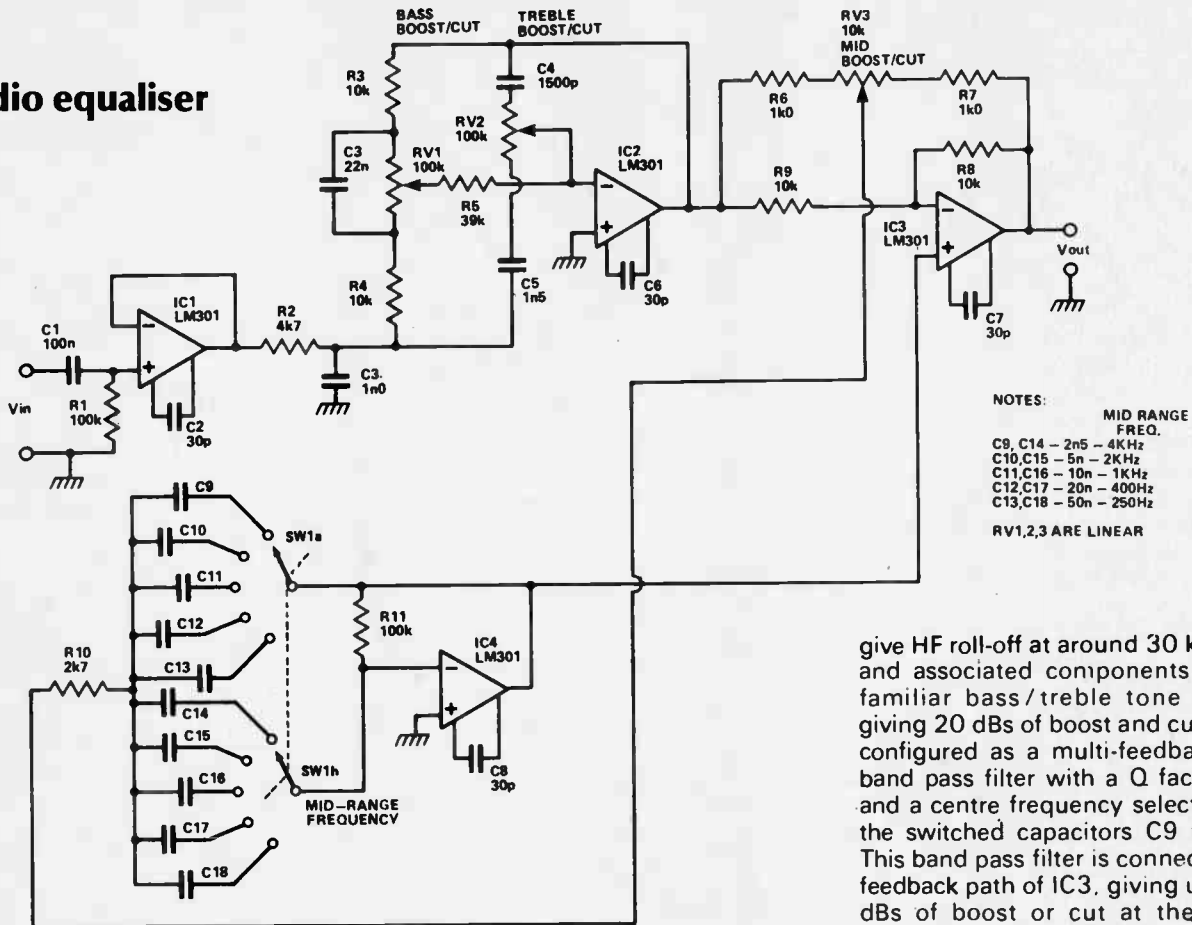 dio equaliser
BASS
BOOST/CUT
TREBLE
BOOST/CUT
RV3
10k
MID
BOOST/CUT
R3
10k
C4
1500p
R6
1k0
R7
1k0
C3
22n
RV1
100k
RV2
100k
R5
39k
IC2
LM301
R9
10k
R8
10k
IC3
LM301
Vout
R4
10k
C5
1n5
C6
30p
C7
30p
C1
100n
IC1
LM301
R2
4k7
C3.
1n0
Vin
R1
100k
C2
30p
NOTES:
MID RANGE
FREQ.
C9, C14 – 2n5 – 4KHz
C10,C15 – 5n – 2KHz
C11,C16 – 10n – 1KHz
C12,C17 – 20n – 400Hz
C13,C18 – 50n – 250Hz
RV1,2,3 ARE LINEAR
C9
SW1a
C10
C11
C12
C13
R11
100k
IC4
LM301
R10
2k7
C14
C15
SW1h
C16
MID–RANGE
FREQUENCY
C8
30p
C17
C18
give HF roll-off at around 30 k
and associated components
familiar bass/treble tone
giving 20 dBs of boost and cu
configured as a multi-feedba
band pass filter with a Q fac
and a centre frequency select
the switched capacitors C9
This band pass filter is connec
feedback path of IC3, giving u
dBs of boost or cut at the